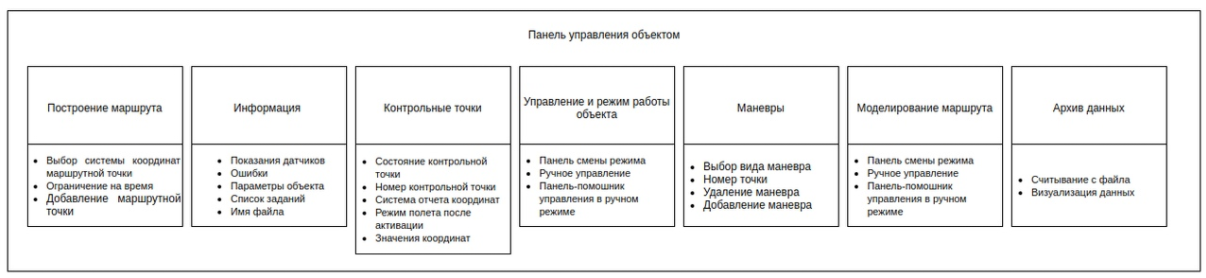 Панель управления объектом
Построение маршрута
• Выбор системы координат
маршрутной точки
• Ограничение на время
• Добавление маршрутной
точки
Информация
• Показания датчиков
• Ошибки
• Параметры объекта
• Список заданий
• Имя файла
Контрольные точки
• Состояние контрольной
точки
• Номер контрольной точки
• Система отчета координат
• Режим полета после
активации
• Значения координат
Управление и режим работы
объекта
• Панель смены режима
• Ручное управление
• Панель-помошник
управления в ручном
режиме
Маневры
• Выбор вида маневра
• Номер точки
• Удаление маневра
• Добавление маневра
Моделирование маршрута
• Панель смены режима
• Ручное управление
• Панель-помошник
управления в ручном
режиме
Архив данных
• Считывание с файла
• Визуализация данных